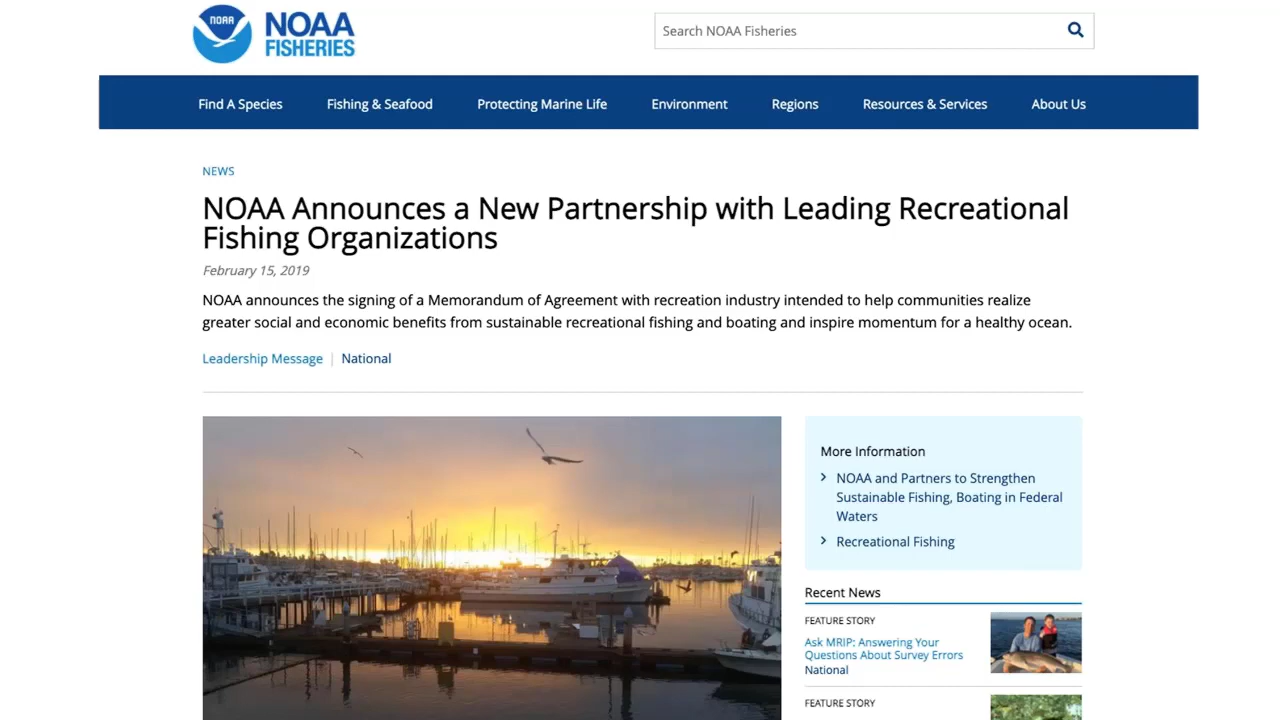 NOAA
NOAA
FISHERIES
Search NOAA Fisheries
Find A Species
Fishing & Seafood
Protecting Marine Life
Environment
Regions
Resources & Services
About Us
NEWS
NOAA Announces a New Partnership with Leading Recreational
Fishing Organizations
February 15, 2019
NOAA announces the signing of a Memorandum of Agreement with recreation industry intended to help communities realize
greater social and economic benefits from sustainable recreational fishing and boating and inspire momentum for a healthy ocean.
Leadership Message | National
More Information
NOAA and Partners to Strengthen
Sustainable Fishing, Boating in Federal
Waters
Recreational Fishing
Recent News
FEATURE STORY
Ask MRIP: Answering Your
Questions About Survey Errors
National
FEATURE STORY